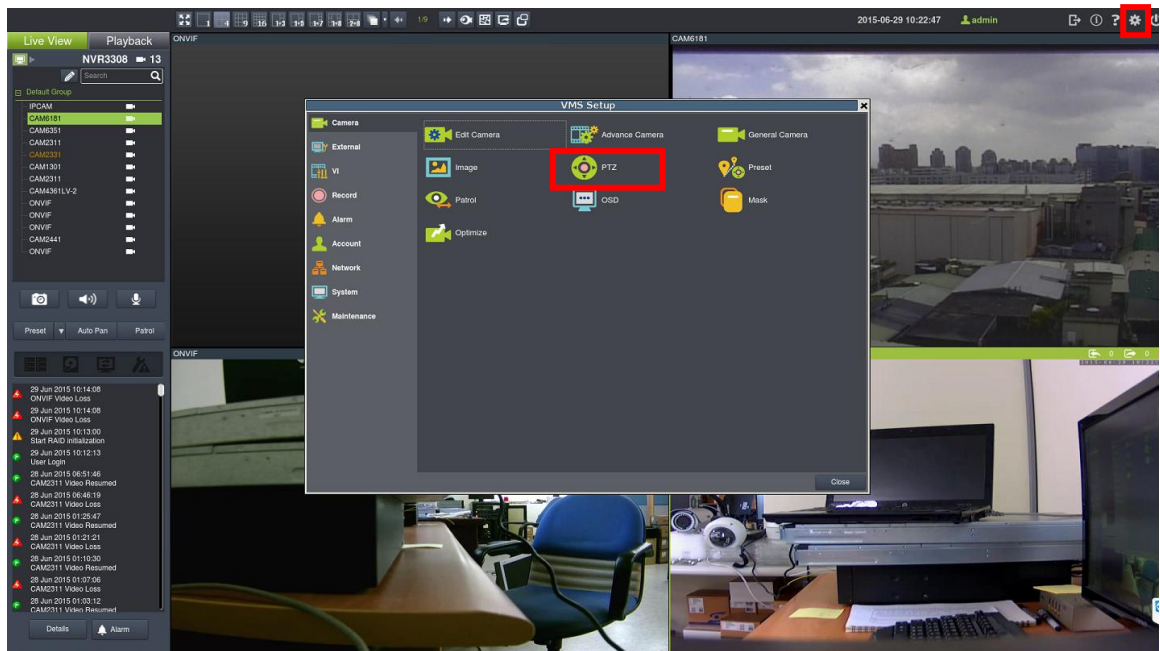 1/9
2015-06-29 10:22:47
admin
?
Live View
Playback
ONVIF
CAM6181
NVR3308
13
Search
Default Group
IPCAM
CAM6181
CAM6351
CAM2311
CAM2331
CAM1301
CAM2311
CAM4361LV-2
ONVIF
ONVIF
ONVIF
CAM2441
ONVIF
Preset
Auto Pan
Patrol
VMS Setup
Camera
External
VI
Record
Alarm
Account
Network
System
Maintenance
Edit Camera
Advance Camera
General Camera
Image
PTZ
Preset
Patrol
OSD
Mask
Optimize
Close
ONVIF
0
0
29 Jun 2015 10:14:08
ONVIF Video Loss
29 Jun 2015 10:14:08
ONVIF Video Loss
29 Jun 2015 10:13:00
Start RAID initialization
29 Jun 2015 10:12:13
User Login
28 Jun 2015 06:51:46
CAM2311 Video Resumed
28 Jun 2015 06:46:19
CAM2311 Video Loss
28 Jun 2015 01:25:47
CAM2311 Video Resumed
28 Jun 2015 01:21:21
CAM2311 Video Loss
28 Jun 2015 01:10:30
CAM2311 Video Resumed
28 Jun 2015 01:07:06
CAM2311 Video Loss
28 Jun 2015 01:03:12
CAM2311 Video Resumed
Details
Alarm